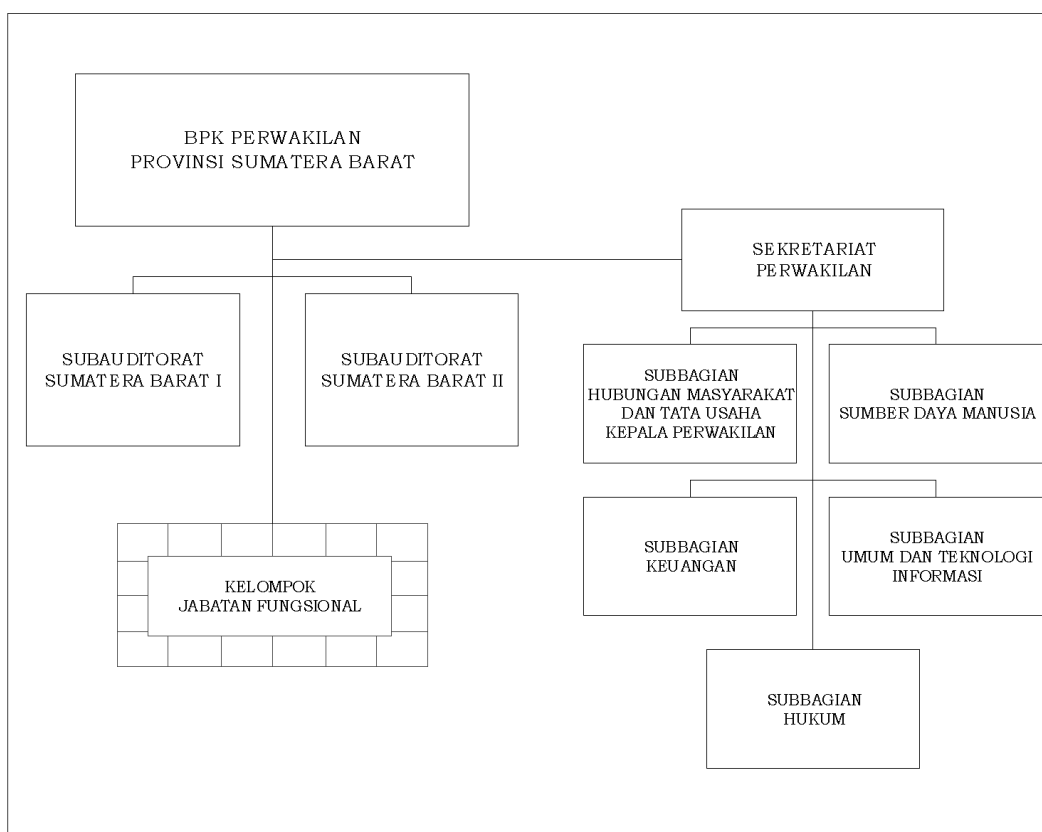 BPK PERWAKILAN
PROVINSI SUMATERA BARAT
SEKRETARIAT
PERWAKILAN
SUBAUDITORAT
SUMATERA BARAT I
SUBAUDITORAT
SUMATERA BARAT II
SUBBAGIAN
HUBUNGAN MASYARAKAT
DAN TATA USAHA
KEPALA PERWAKILAN
SUBBAGIAN
SUMBER DAYA MANUSIA
SUBBAGIAN
KEUANGAN
SUBBAGIAN
UMUM DAN TEKNOLOGI
INFORMASI
KELOMPOK
JABATAN FUNGSIONAL
SUBBAGIAN
HUKUM